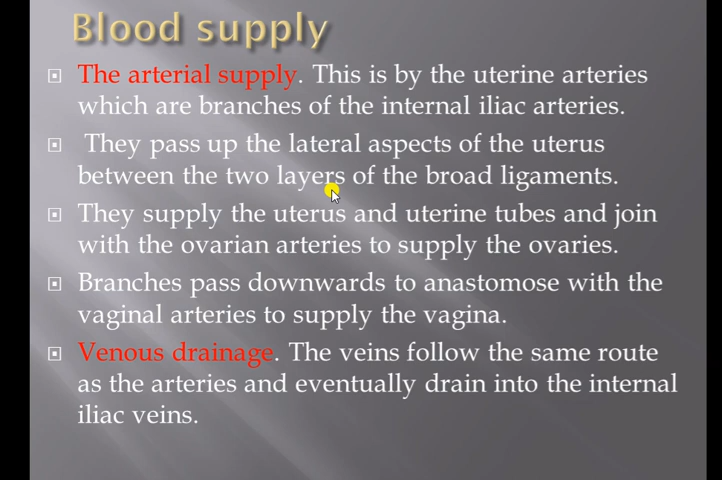 Blood supply
The arterial supply. This is by the uterine arteries
which are branches of the internal iliac arteries.
They pass up the lateral aspects of the uterus
between the two layers of the broad ligaments.
They supply the uterus and uterine tubes and join
with the ovarian arteries to supply the ovaries.
Branches pass downwards to anastomose with the
vaginal arteries to supply the vagina.
Venous drainage. The veins follow the same route
as the arteries and eventually drain into the internal
iliac veins.